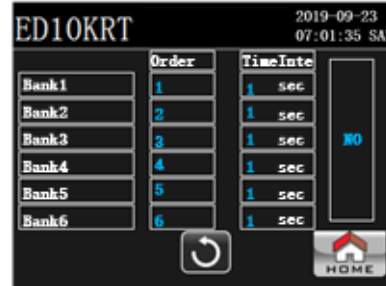 ED10KRT 2019-09-23
07:01:35 SA
Order TimeInte
Bank1 1 1 sec
Bank2 2 1 sec
Bank3 3 1 sec NO
Bank4 4 1 sec
Bank5 5 1 sec
Bank6 6 1 sec
HOME